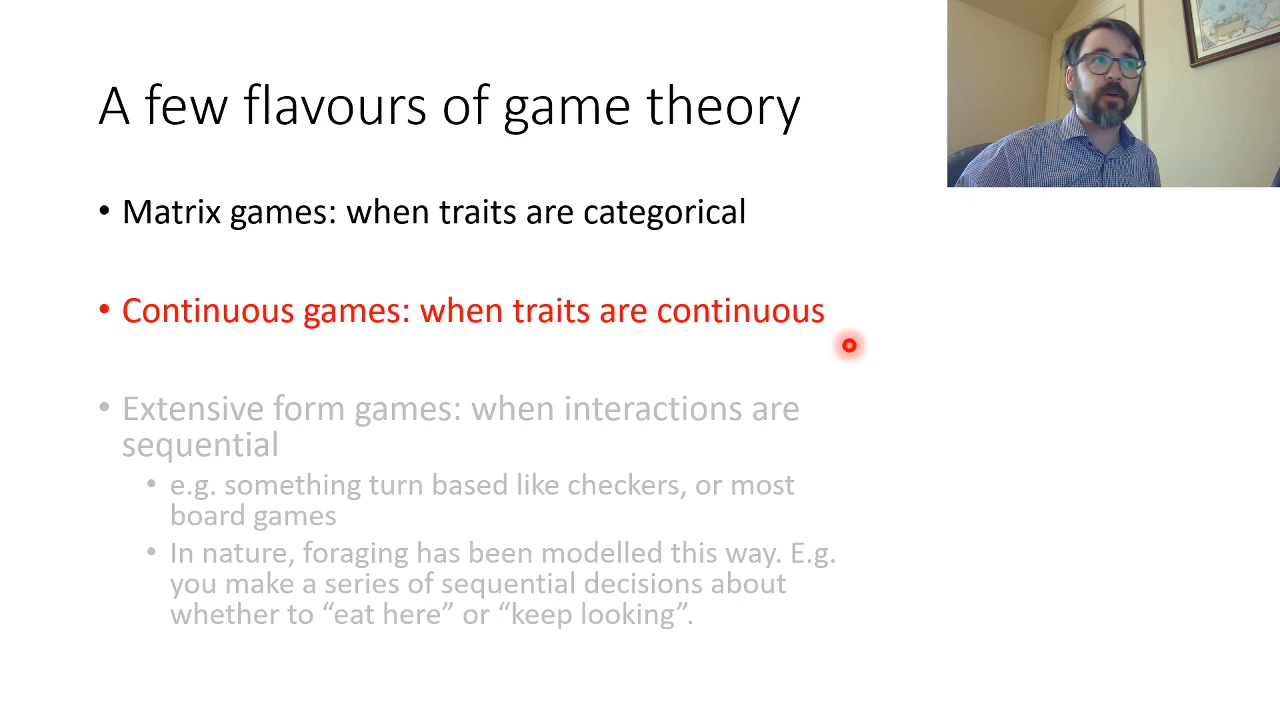 A few flavours of game theory
• Matrix games: when traits are categorical
• Continuous games: when traits are continuous
• Extensive form games: when interactions are
sequential
• e.g. something turn based like checkers, or most
board games
• In nature, foraging has been modelled this way. E.g.
you make a series of sequential decisions about
whether to “eat here” or “keep looking”.